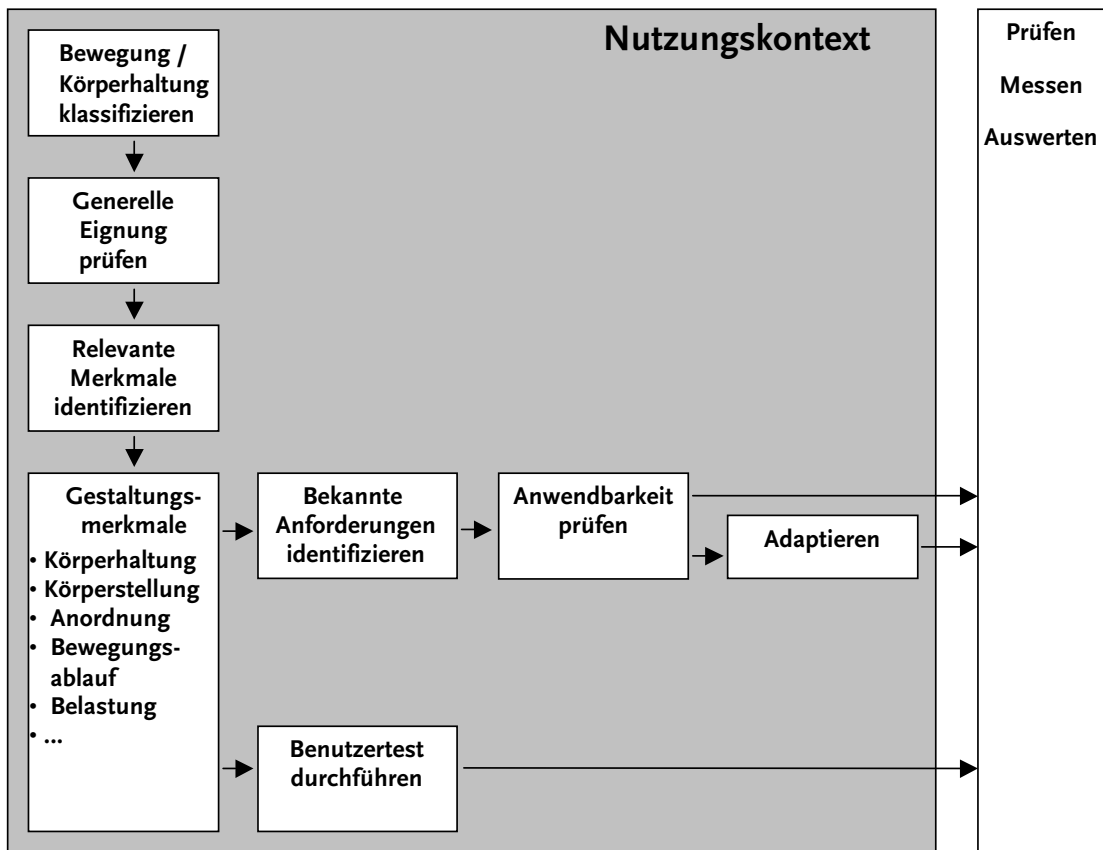 Nutzungskontext
Bewegung /
Körperhaltung
klassifizieren
Generelle
Eignung
prüfen
Relevante
Merkmale
identifizieren
Gestaltungs-
merkmale
• Körperhaltung
• Körperstellung
• Anordnung
• Bewegungs-
ablauf
• Belastung
• ...
Bekannte
Anforderungen
identifizieren
Anwendbarkeit
prüfen
Adaptieren
Benutzertest
durchführen
Prüfen
Messen
Auswerten